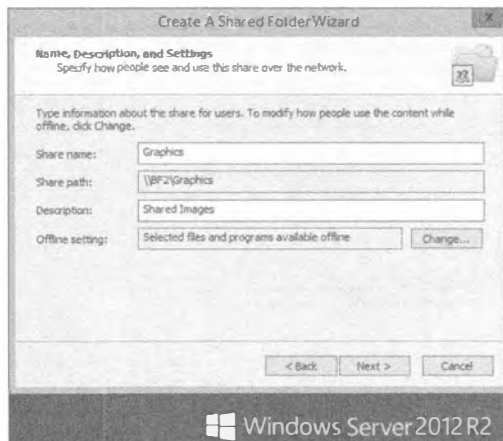 Create A Shared Folder Wizard
Name, Description, and Settings
Specify how people see and use this share over the network.
Type information about the share for users. To modify how people use the content while
offline, click Change.
Share name:
Graphics
Share path:
\\BF2\Graphics
Description:
Shared Images
Offline setting:
Selected files and programs available offline
Change...
< Back
Next >
Cancel
Windows Server 2012 R2